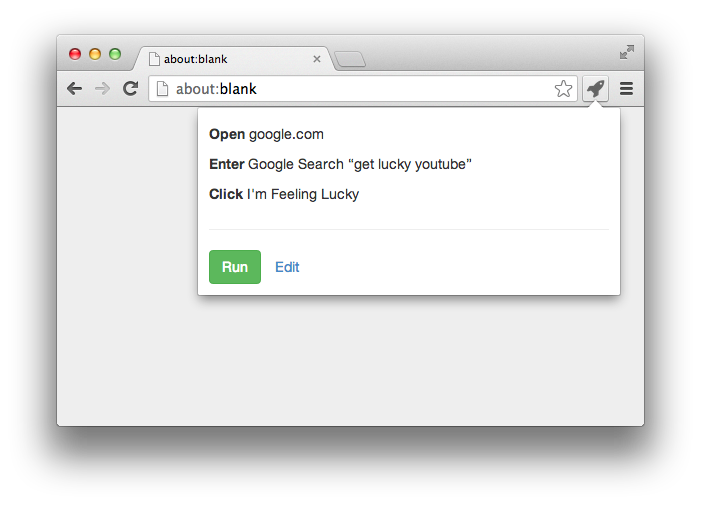 about:blank
about:blank
Open google.com
Enter Google Search “get lucky youtube”
Click I'm Feeling Lucky
Run Edit